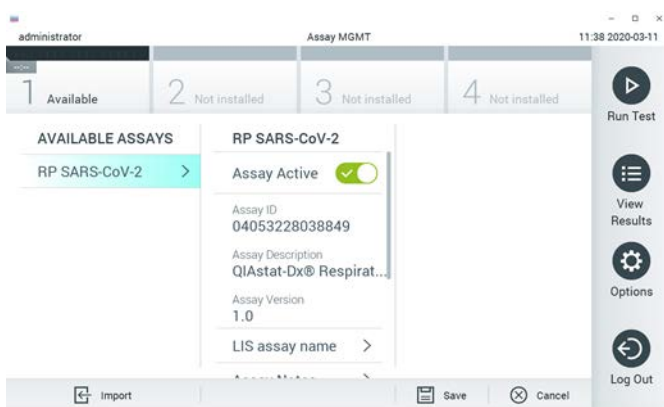 administrator Assay MGMT 11:38 2020-03-11
1 Available 2 Not installed 3 Not installed 4 Not installed
Run Test
AVAILABLE ASSAYS
RP SARS-CoV-2
RP SARS-CoV-2
Assay Active
Assay ID
04053228038849
Assay Description
QIAstat-Dx® Respirat...
Assay Version
1.0
LIS assay name
View
Results
Options
Log Out
Import
Save
Cancel